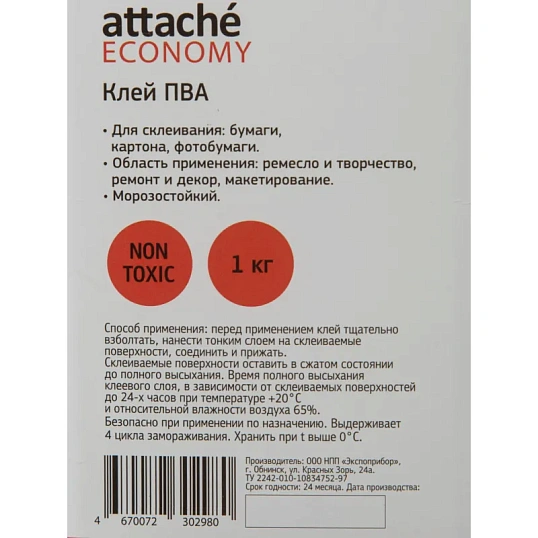 attaché
ECONOMY
Клей ПВА
• Для склеивания: бумаги,
картона, фотобумаги.
• Область применения: ремесло и творчество,
ремонт и декор, макетирование.
• Морозостойкий.
NON
TOXIC
1 кг
Способ применения: перед применением клей тщательно
взболтать, нанести тонким слоем на склеиваемые
поверхности, соединить и прижать.
Склеиваемые поверхности оставить в сжатом состоянии
до полного высыхания. Время полного высыхания
клеевого слоя, в зависимости от склеиваемых поверхностей
до 24-х часов при температуре +20°С
и относительной влажности воздуха 65%.
Безопасно при применении по назначению. Выдерживает
4 цикла замораживания. Хранить при t выше 0°С.
Производитель: ООО НПП «Экспоприбор»,
г. Обнинск, ул. Красных Зорь, 24а.
ТУ 2242-010-10834752-97
Срок годности: 24 месяца. Дата производства:
4 670072 302980